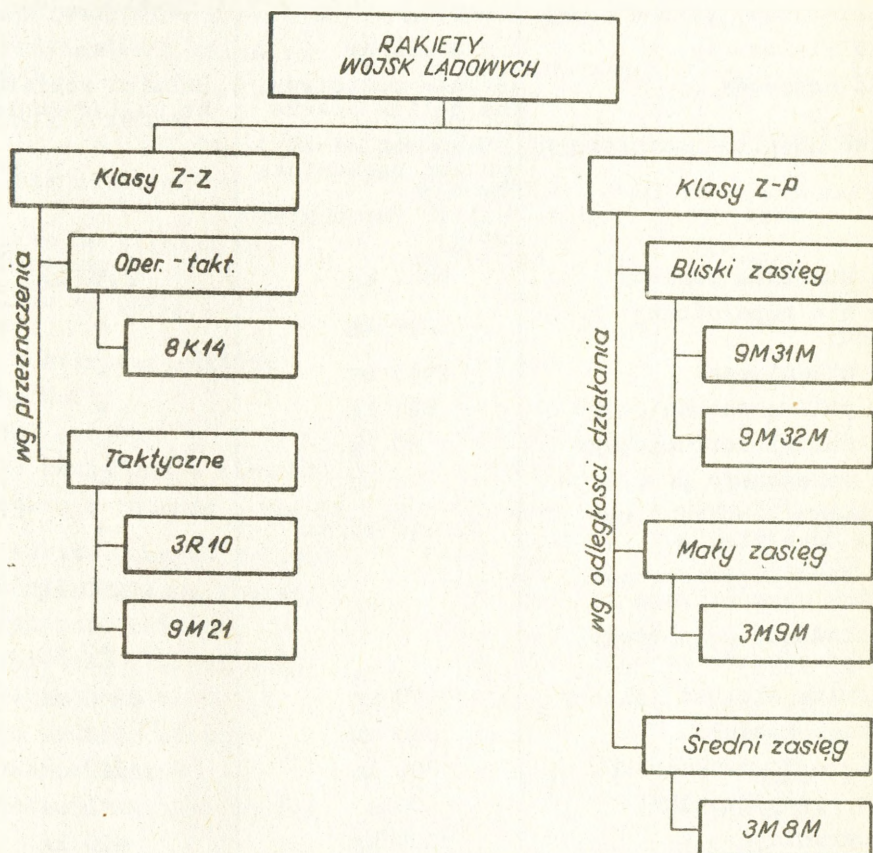 RAKIETY
WOJSK LĄDOWYCH
Klasy Z-Z
wg przeznaczenia
Oper.-takt.
8K14
Taktyczne
3R10
9M21
Klasy Z-P
wg odległości działania
Bliski zasięg
9M31M
9M32M
Mały zasięg
3M9M
Średni zasięg
3M8M